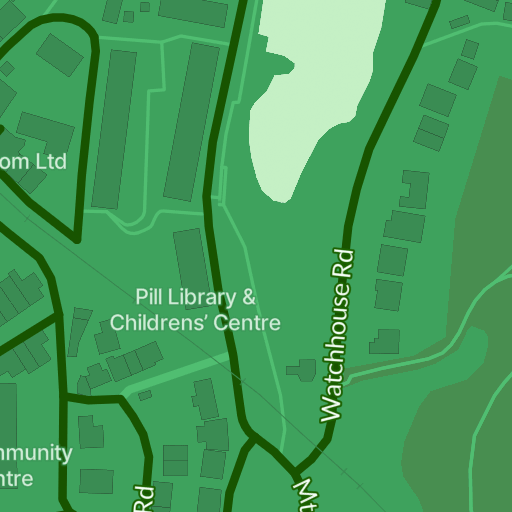 om Ltd
Watchhouse Rd
Pill Library &
Childrens’ Centre
mmunity
ntre
Rd